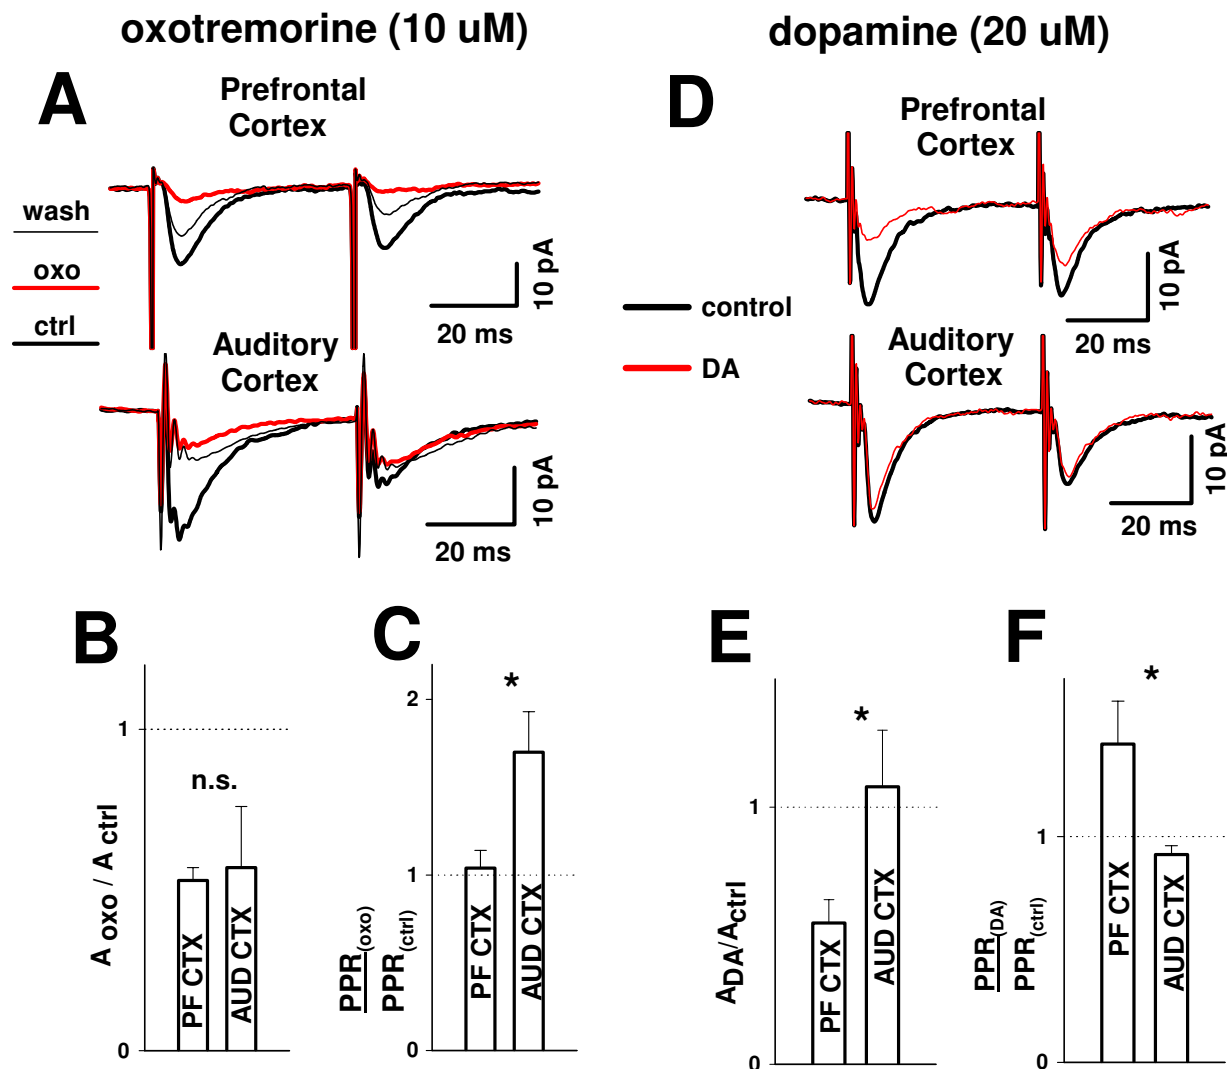 oxotremorine (10 uM)
dopamine (20 uM)
A
Prefrontal
Cortex
wash
oxo
ctrl
10 pA
20 ms
Auditory
Cortex
10 pA
20 ms
D
Prefrontal
Cortex
control
DA
10 pA
20 ms
Auditory
Cortex
10 pA
20 ms
B
A oxo / A ctrl
1
0
n.s.
PF CTX
AUD CTX
C
PPR(oxo)
PPR(ctrl)
2
1
0
*
PF CTX
AUD CTX
E
ADA/Actrl
1
0
*
PF CTX
AUD CTX
F
PPR(DA)
PPR(ctrl)
1
0
*
PF CTX
AUD CTX